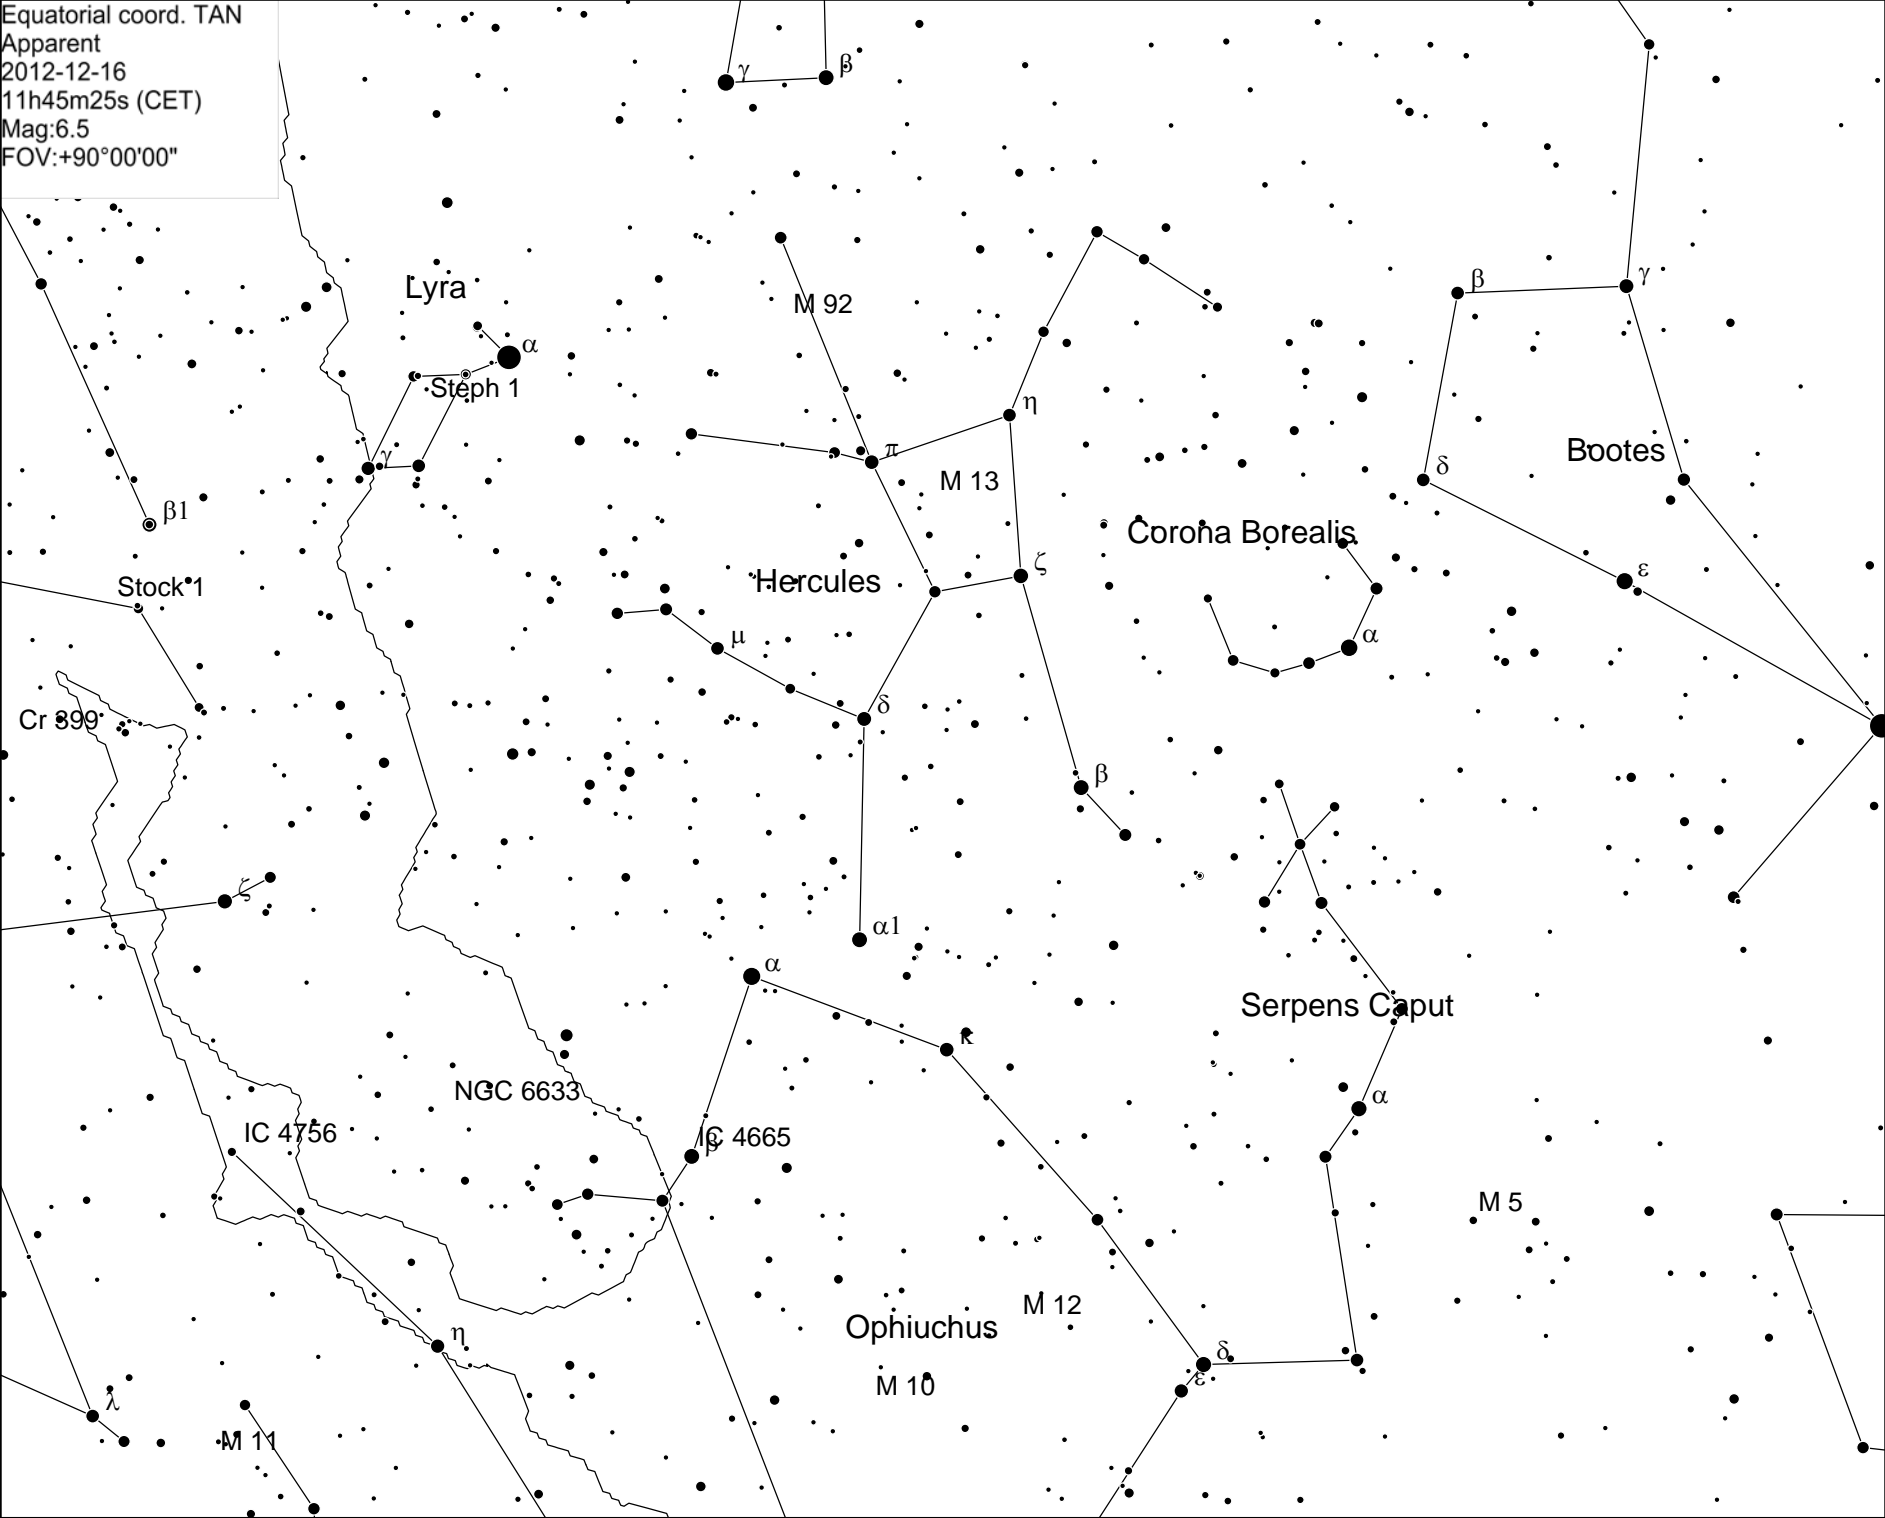 Equatorial coord. TAN
Apparent
2012-12-16
11h45m25s (CET)
Mag:6.5
FOV:+90°00'00"
γ
β
Lyra
α
Steph 1
γ
M 92
β
γ
η
π
M 13
Bootes
δ
β1
Corona Borealis
ζ
ε
Stock 1
Hercules
μ
α
δ
Cr 399
β
ζ
α1
α
Serpens Caput
κ
NGC 6633
α
IC 4756
IC 4665
β
M 5
M 12
Ophiuchus
η
δ
ε
M 10
λ
M 11